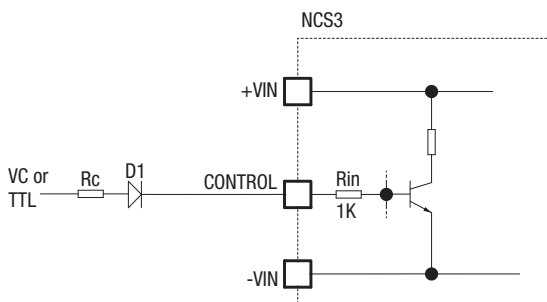 NCS3
+VIN
VC or
TTL
Rc
D1
CONTROL
Rin
1K
-VIN